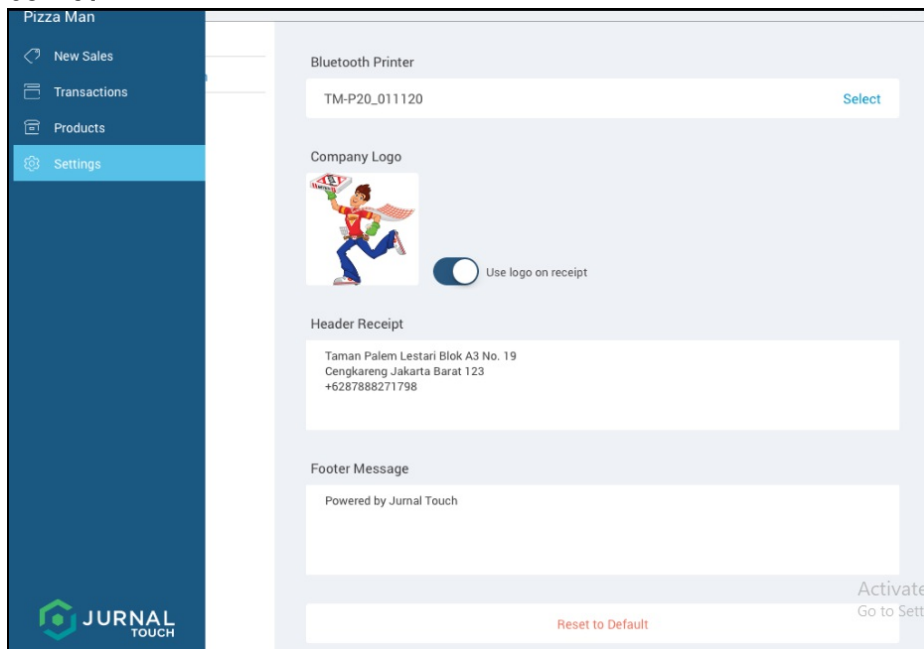 Pizza Man
New Sales
Transactions
Products
Settings
JURNAL
TOUCH
Bluetooth Printer
TM-P20_011120
Select
Company Logo
Use logo on receipt
Header Receipt
Taman Palem Lestari Blok A3 No. 19
Cengkareng Jakarta Barat 123
+6287888271798
Footer Message
Powered by Jurnal Touch
Reset to Default
Activate
Go to Sett